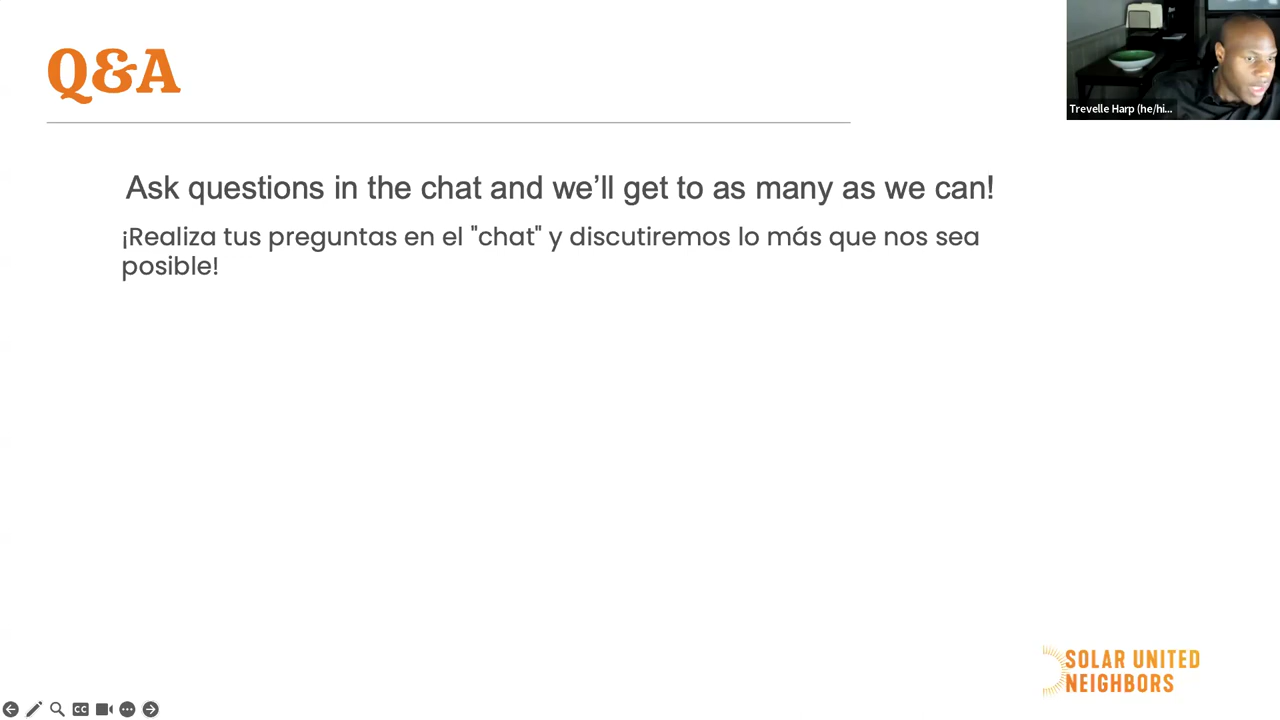 Q&A
Trevelle Harp (he/hi...
Ask questions in the chat and we’ll get to as many as we can!
¡Realiza tus preguntas en el "chat" y discutiremos lo más que nos sea
posible!
SOLAR UNITED
NEIGHBORS
CC